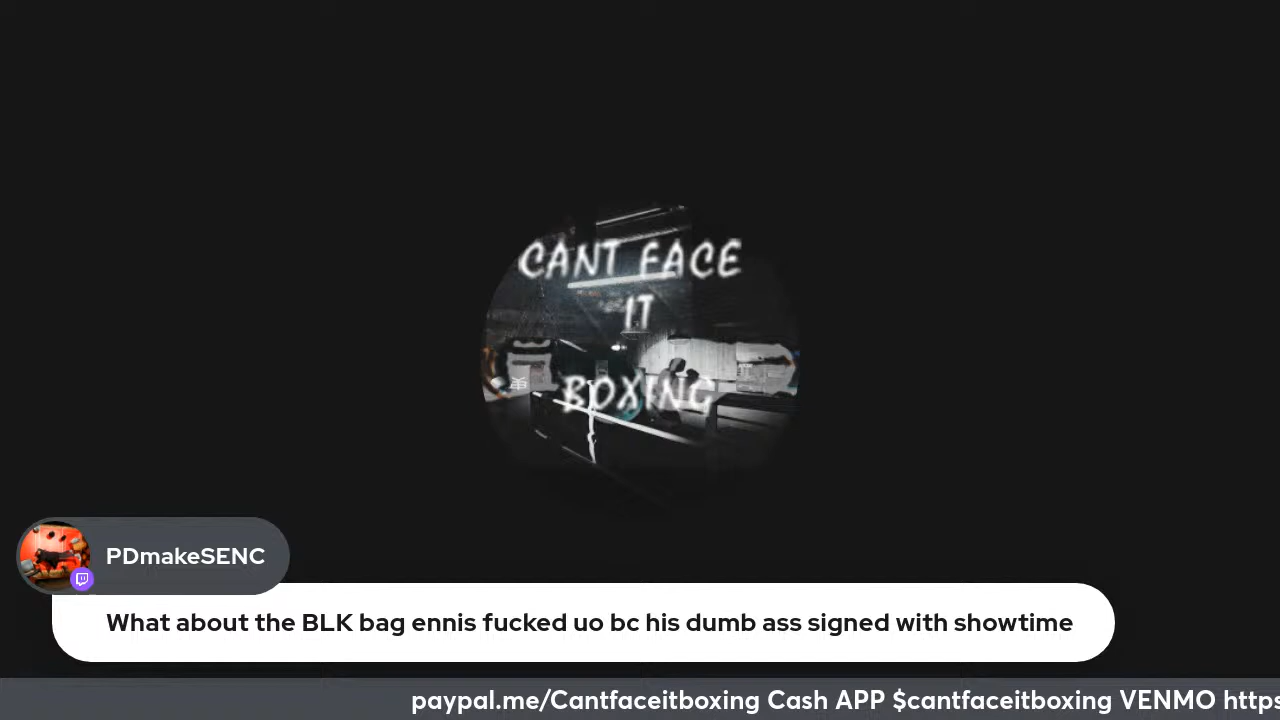 CANT FACE
IT
BOXING
PDmakeSENC
What about the BLK bag ennis fucked uo bc his dumb ass signed with showtime
paypal.me/Cantfaceitboxing Cash APP $cantfaceitboxing VENMO https